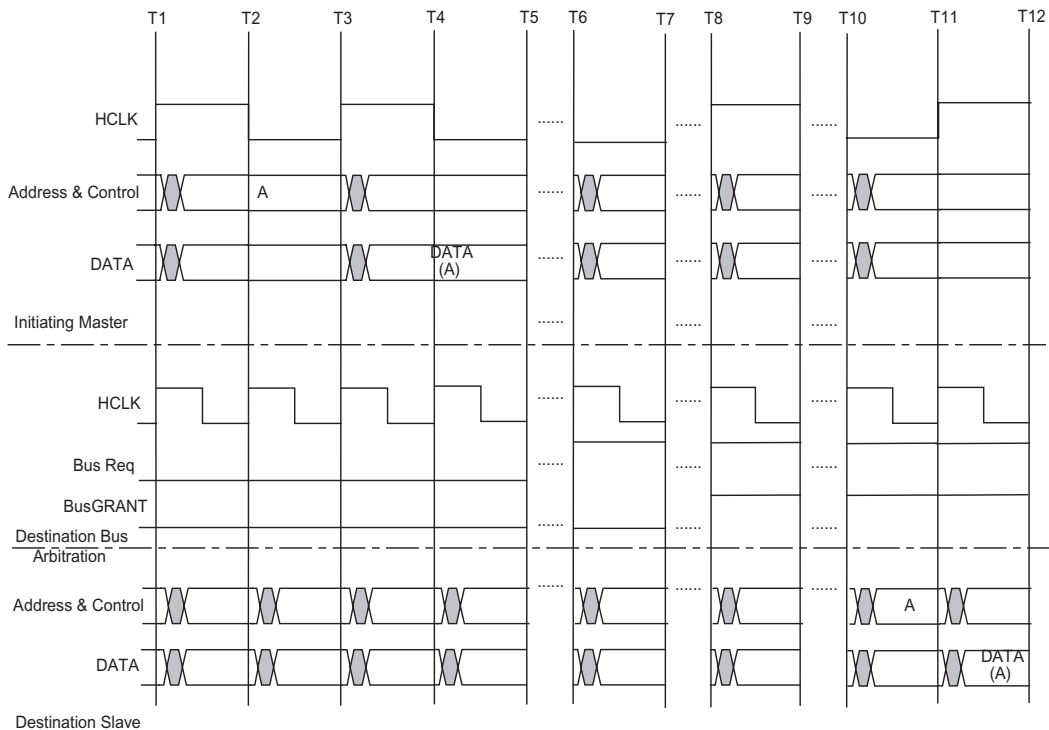 T1 T2 T3 T4 T5 T6 T7 T8 T9 T10 T11 T12
HCLK ...... ...... ......
Address & Control A ...... ...... ......
DATA DATA ...... ...... ......
(A)
Initiating Master ...... ...... ......
HCLK ...... ...... ......
Bus Req ...... ...... ......
BusGRANT
Destination Bus ...... ...... ......
Arbitration
...... ...... ......
Address & Control A
DATA DATA
(A)
Destination Slave